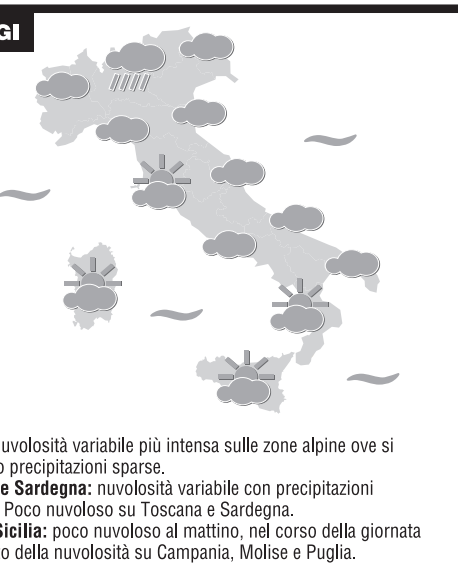 GI
uvolosità variabile più intensa sulle zone alpine ove si
o precipitazioni sparse.
e Sardegna: nuvolosità variabile con precipitazioni
Poco nuvoloso su Toscana e Sardegna.
Sicilia: poco nuvoloso al mattino, nel corso della giornata
o della nuvolosità su Campania, Molise e Puglia.